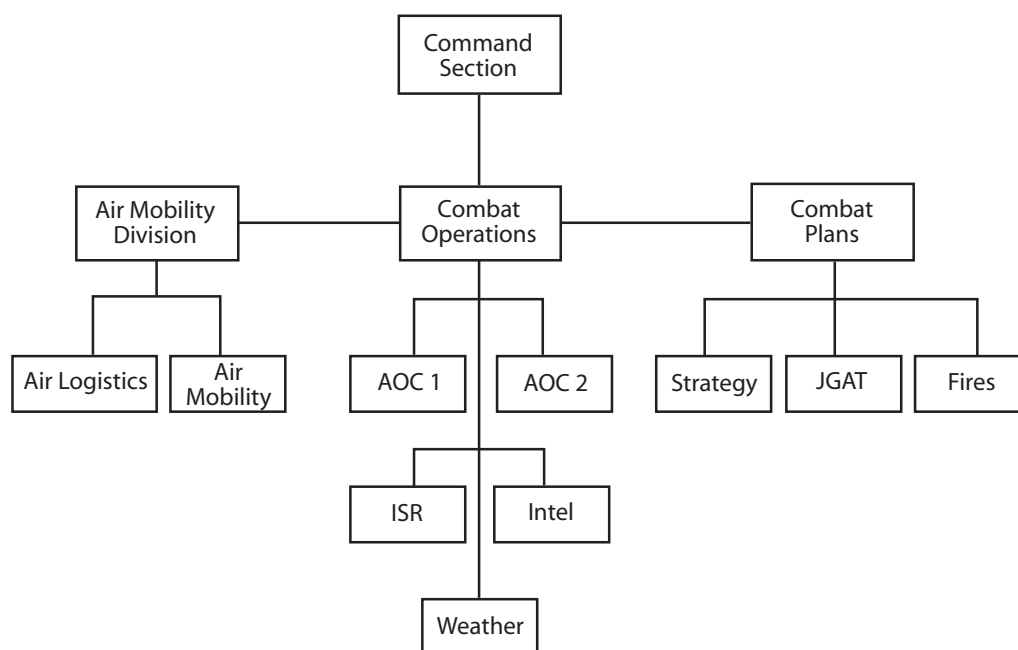 Command
Section
Air Mobility
Division
Combat
Operations
Combat
Plans
Air Logistics
Air
Mobility
AOC 1
AOC 2
Strategy
JGAT
Fires
ISR
Intel
Weather